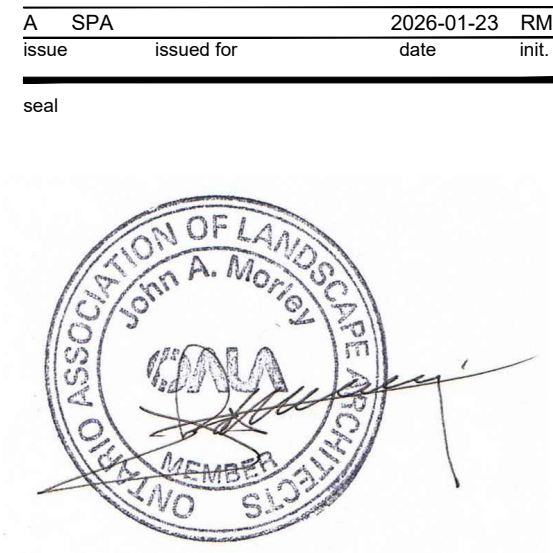 A SPA 2026-01-23 RM
issue issued for date init.
seal
ONTARIO ASSOCIATION OF LANDSCAPE ARCHITECTS
John A. Morley
OALA
MEMBER